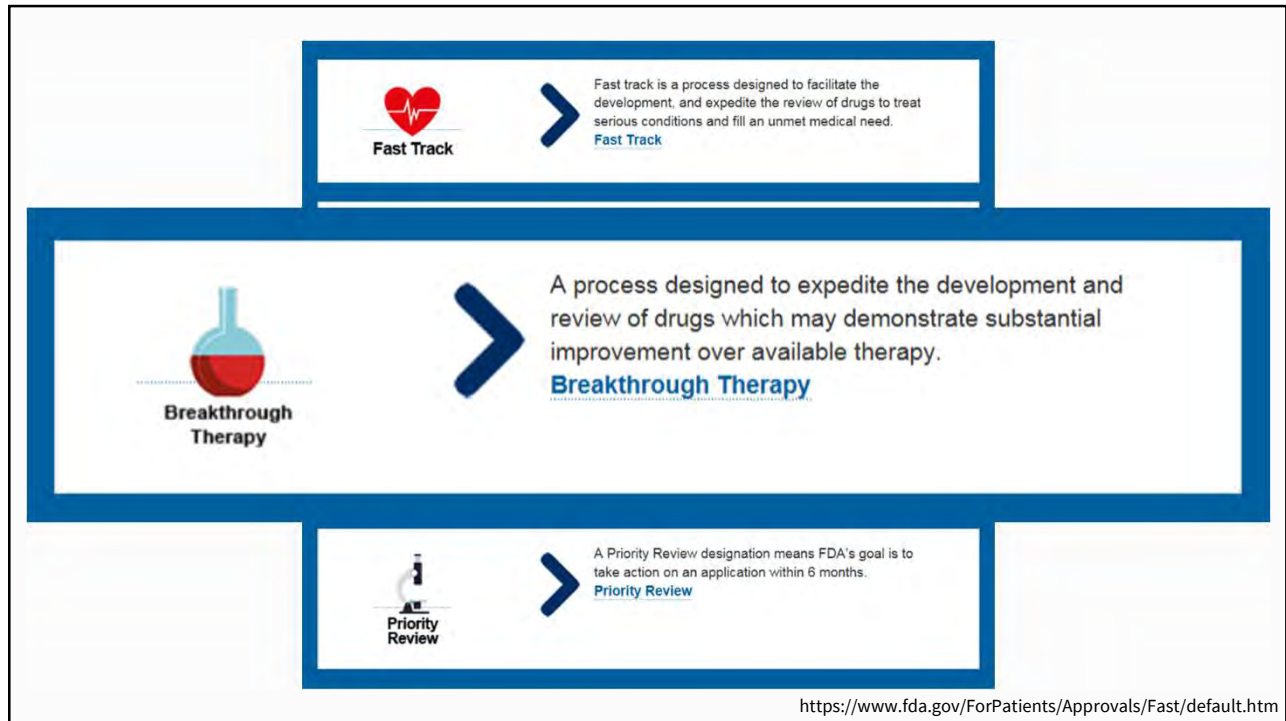 Fast Track
Fast track is a process designed to facilitate the
development, and expedite the review of drugs to treat
serious conditions and fill an unmet medical need.
Fast Track
Breakthrough
Therapy
A process designed to expedite the development and
review of drugs which may demonstrate substantial
improvement over available therapy.
Breakthrough Therapy
Priority
Review
A Priority Review designation means FDA's goal is to
take action on an application within 6 months.
Priority Review
https://www.fda.gov/ForPatients/Approvals/Fast/default.htm